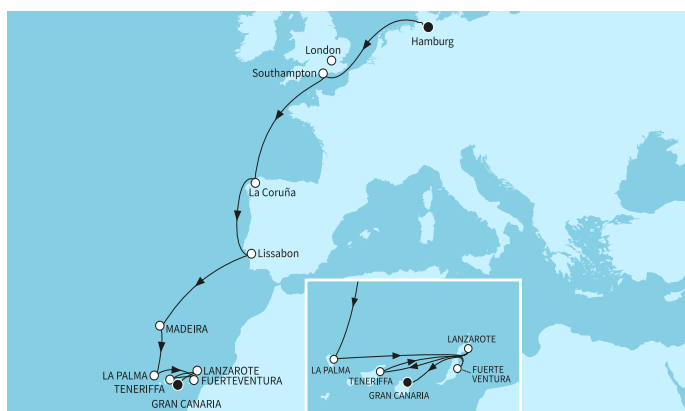 Hamburg
London
Southampton
La Coruña
Lissabon
MADEIRA
LA PALMA
LANZAROTE
TENERIFFA
FUERTEVENTURA
GRAN CANARIA
LANZAROTE
LA PALMA
TENERIFFA
FUERTE
VENTURA
GRAN CANARIA